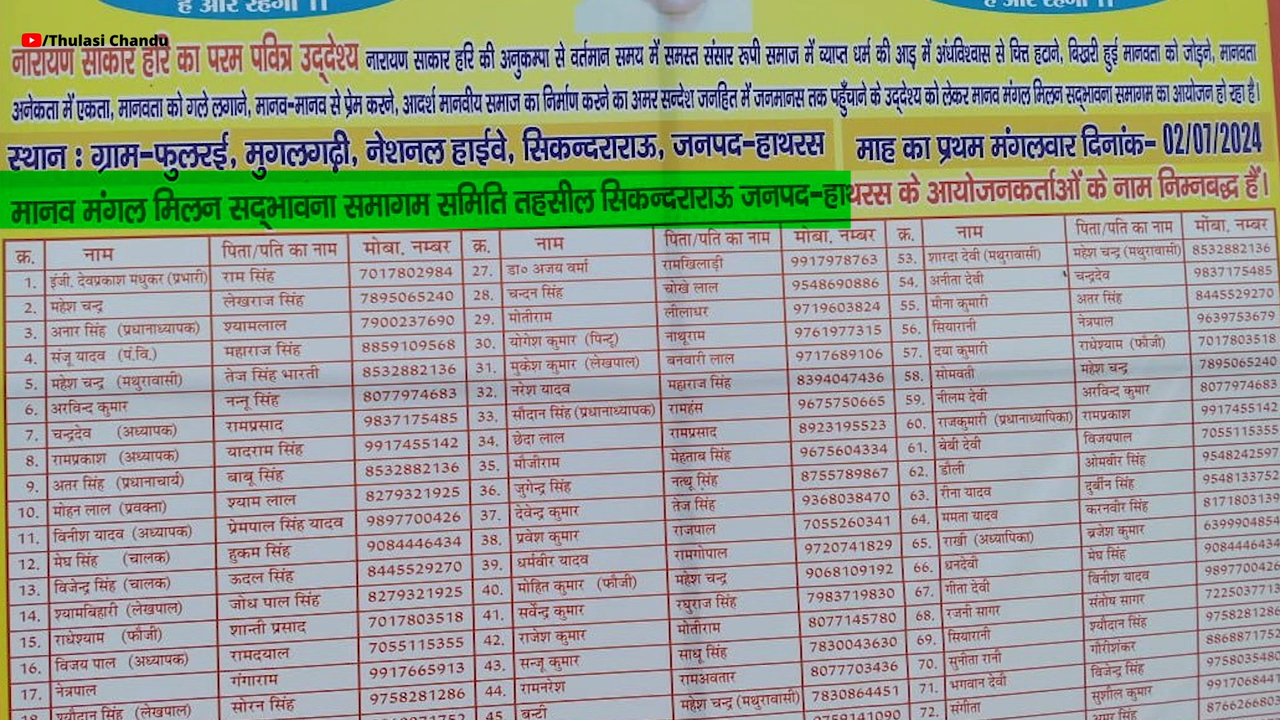 है और रहेगा ।।
है और रहेगा ।।
/Thulasi Chandu
नारायण साकार हरि का परम पवित्र उद्देश्य नारायण साकार हरि की अनुकम्पा से वर्तमान समय में समस्त संसार रूपी समाज में व्याप्त धर्म की आड़ में अंधविश्वास से चित्त हटाने, बिखरी हुई मानवता को जोड़ने, मानवता
अनेकता में एकता, मानवता को गले लगाने, मानव-मानव से प्रेम करने, आदर्श मानवीय समाज का निर्माण करने का अमर सन्देश जनहित में जनमानस तक पहुँचाने के उद्देश्य को लेकर मानव मंगल मिलन सद्भावना समागम का आयोजन हो रहा है।
स्थान : ग्राम-फुलरई, मुगलगढ़ी, नेशनल हाईवे, सिकन्दराराऊ, जनपद-हाथरस माह का प्रथम मंगलवार दिनांक- 02/07/2024
मानव मंगल मिलन सद्भावना समागम समिति तहसील सिकन्दराराऊ जनपद-हाथरस के आयोजनकर्ताओं के नाम निम्नबद्ध हैं।
क्र. नाम पिता/पति का नाम मोबा. नम्बर क्र. नाम पिता/पति का नाम मोबा. नम्बर क्र. नाम पिता/पति का नाम मोंबा. नम्बर
1. इंजी. देवप्रकाश मधुकर (प्रभारी) राम सिंह 7017802984 27. डा० अजय वर्मा रामखिलाड़ी 9917978763 53. शारदा देवी (मथुरावासी) महेश चन्द्र (मथुरावासी) 8532882136
2. महेश चन्द्र लेखराज सिंह 7895065240 28. चन्दन सिंह चोखे लाल 9548690886 54. अनीता देवी चन्द्रदेव 9837175485
3. अनार सिंह (प्रधानाध्यापक) श्यामलाल 7900237690 29. मोतीराम लीलाधर 9719603824 55. मीना कुमारी अतर सिंह 8445529270
4. संजू यादव (पं.वि.) महाराज सिंह 8859109568 30. योगेश कुमार (पिन्टू) नाथूराम 9761977315 56. सियारानी नेत्रपाल 9639753679
5. महेश चन्द्र (मथुरावासी) तेज सिंह भारती 8532882136 31. मुकेश कुमार (लेखपाल) बनवारी लाल 9717689106 57. दया कुमारी राधेश्याम (फौजी) 7017803518
6. अरविन्द कुमार नन्नू सिंह 8077974683 32. नरेश यादव महाराज सिंह 8394047436 58. सोमवती महेश चन्द्र 7895065240
7. चन्द्रदेव (अध्यापक) रामप्रसाद 9837175485 33. सौदान सिंह (प्रधानाध्यापक) रामहंस 9675750665 59. नीलम देवी अरविन्द कुमार 8077974683
8. रामप्रकाश (अध्यापक) यादराम सिंह 9917455142 34. छेदा लाल रामप्रसाद 8923195523 60. राजकुमारी (प्रधानाध्यापिका) रामप्रकाश 9917455142
9. अतर सिंह (प्रधानाचार्य) बाबू सिंह 8532882136 35. मौजीराम मेहताब सिंह 9675604334 61. बेबी देवी विजयपाल 7055115355
10. मोहन लाल (प्रवक्ता) श्याम लाल 8279321925 36. जुगेन्द्र सिंह नत्थू सिंह 8755789867 62. डौली ओमवीर सिंह 9548242597
11. विनीश यादव (अध्यापक) प्रेमपाल सिंह यादव 9897700426 37. देवेन्द्र कुमार तेज सिंह 9368038470 63. रीना यादव दुर्बीन सिंह 9548133752
12. मेघ सिंह (चालक) हुकम सिंह 9084446434 38. प्रवेश कुमार राजपाल 7055260341 64. ममता यादव करनवीर सिंह 8171803139
13. विजेन्द्र सिंह (चालक) ऊदल सिंह 8445529270 39. धर्मवीर यादव रामगोपाल 9720741829 65. राखी (अध्यापिका) ब्रजेश कुमार 6399904854
14. श्यामबिहारी (लेखपाल) जोध पाल सिंह 8279321925 40. मोहित कुमार (फौजी) महेश चन्द्र 9068109192 66. धनदेवी मेघ सिंह 9084446434
15. राधेश्याम (फौजी) शान्ती प्रसाद 7017803518 41. सर्वेन्द्र कुमार रघुराज सिंह 7983719830 67. गीता देवी विनीश यादव 9897700426
16. विजय पाल (अध्यापक) रामदयाल 7055115355 42. राजेश कुमार मोतीराम 8077145780 68. रजनी सागर संतोष सागर
17. नेत्रपाल गंगाराम 9917665913 43. सन्जू कुमार साधू सिंह 7830043630 69. सियारानी श्यौदान सिंह
श्यौदान सिंह (लेखपाल) सोरन सिंह 9758281286 44. रामनरेश रामअवतार 8077703436 70. सुनीता रानी गौरीशंकर
45. बन्टी महेश चन्द्र (मथुरावासी) 7830864451 71. भगवान देवी विजेन्द्र सिंह
9759141090 72. संगीता सुशील कुमार